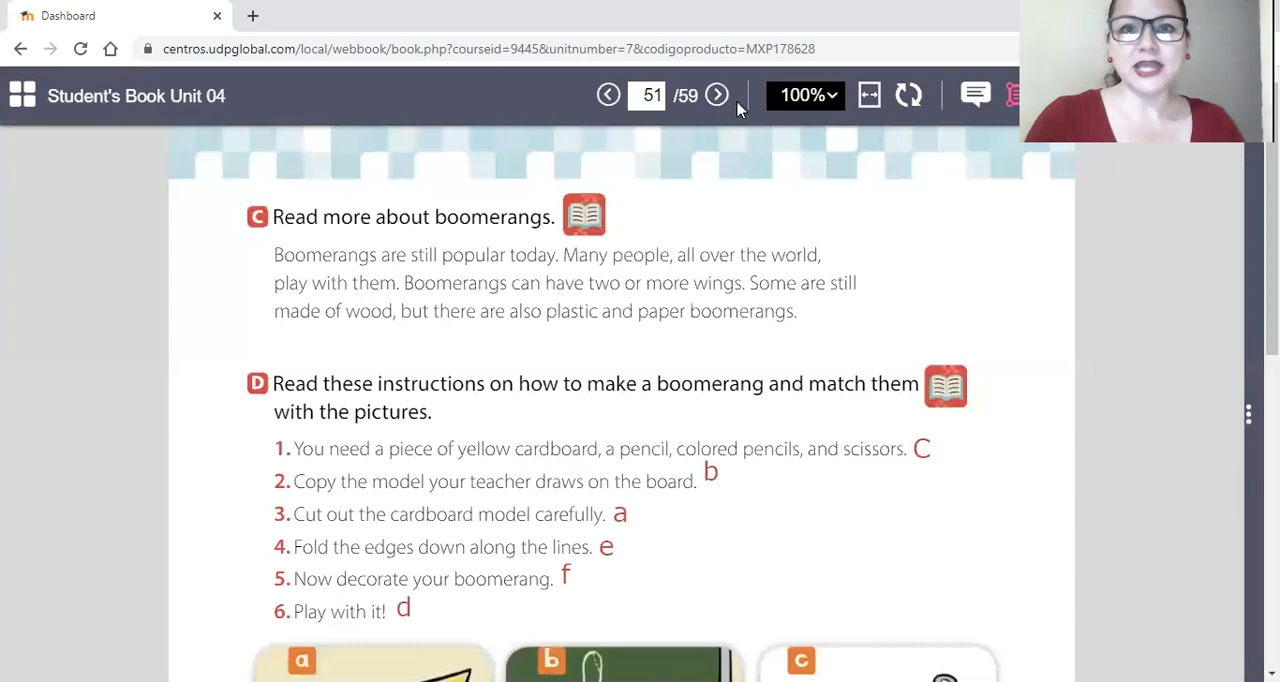 Dashboard
centros.udpglobal.com/local/webbook/book.php?courseid=9445&unitnumber=7&codigoproducto=MXP178628
Student's Book Unit 04
51 /59
100%
C Read more about boomerangs.
Boomerangs are still popular today. Many people, all over the world,
play with them. Boomerangs can have two or more wings. Some are still
made of wood, but there are also plastic and paper boomerangs.
D Read these instructions on how to make a boomerang and match them
with the pictures.
1. You need a piece of yellow cardboard, a pencil, colored pencils, and scissors. C
2. Copy the model your teacher draws on the board. b
3. Cut out the cardboard model carefully. a
4. Fold the edges down along the lines. e
5. Now decorate your boomerang. f
6. Play with it! d
a b c